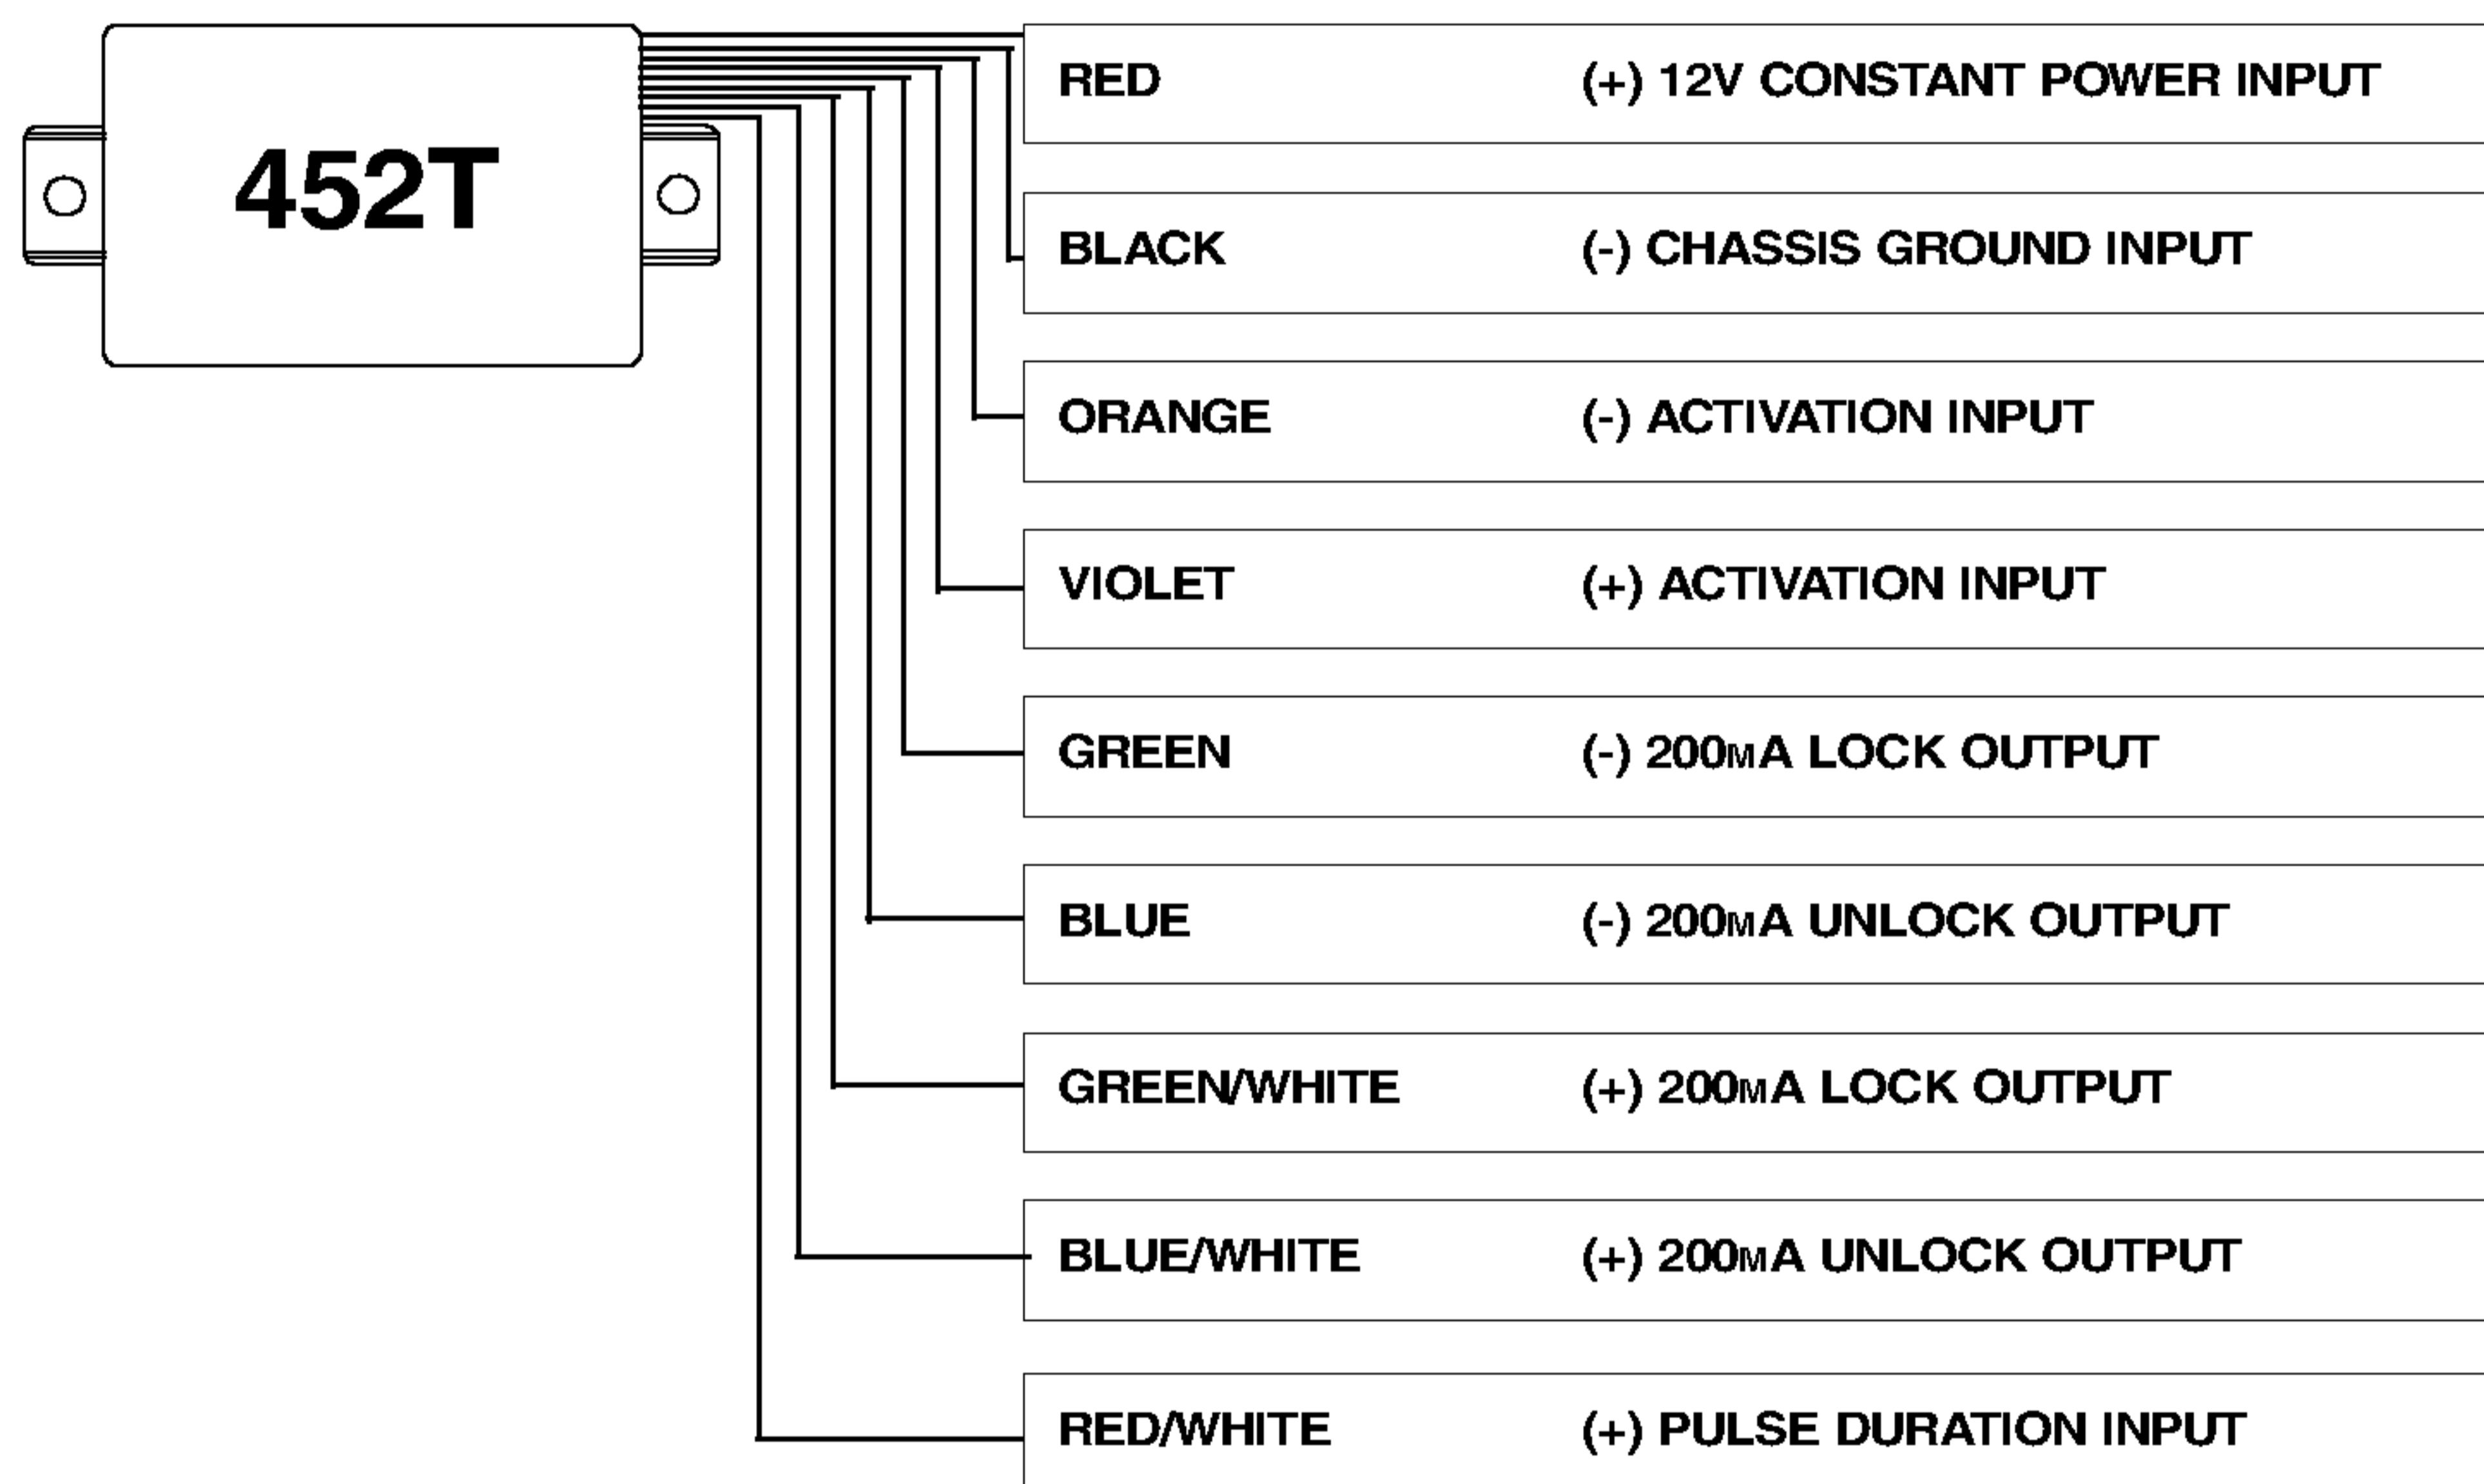 452T
RED (+) 12V CONSTANT POWER INPUT
BLACK (-) CHASSIS GROUND INPUT
ORANGE (-) ACTIVATION INPUT
VIOLET (+) ACTIVATION INPUT
GREEN (-) 200MA LOCK OUTPUT
BLUE (-) 200MA UNLOCK OUTPUT
GREEN/WHITE (+) 200MA LOCK OUTPUT
BLUE/WHITE (+) 200MA UNLOCK OUTPUT
RED/WHITE (+) PULSE DURATION INPUT